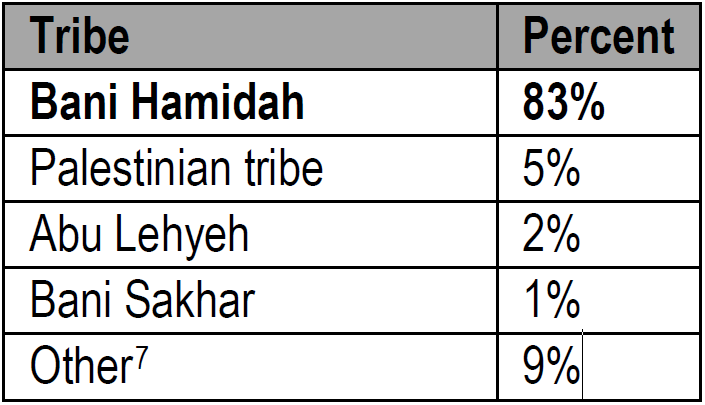 Tribe Percent
Bani Hamidah 83%
Palestinian tribe 5%
Abu Lehyeh 2%
Bani Sakhar 1%
Other7 9%